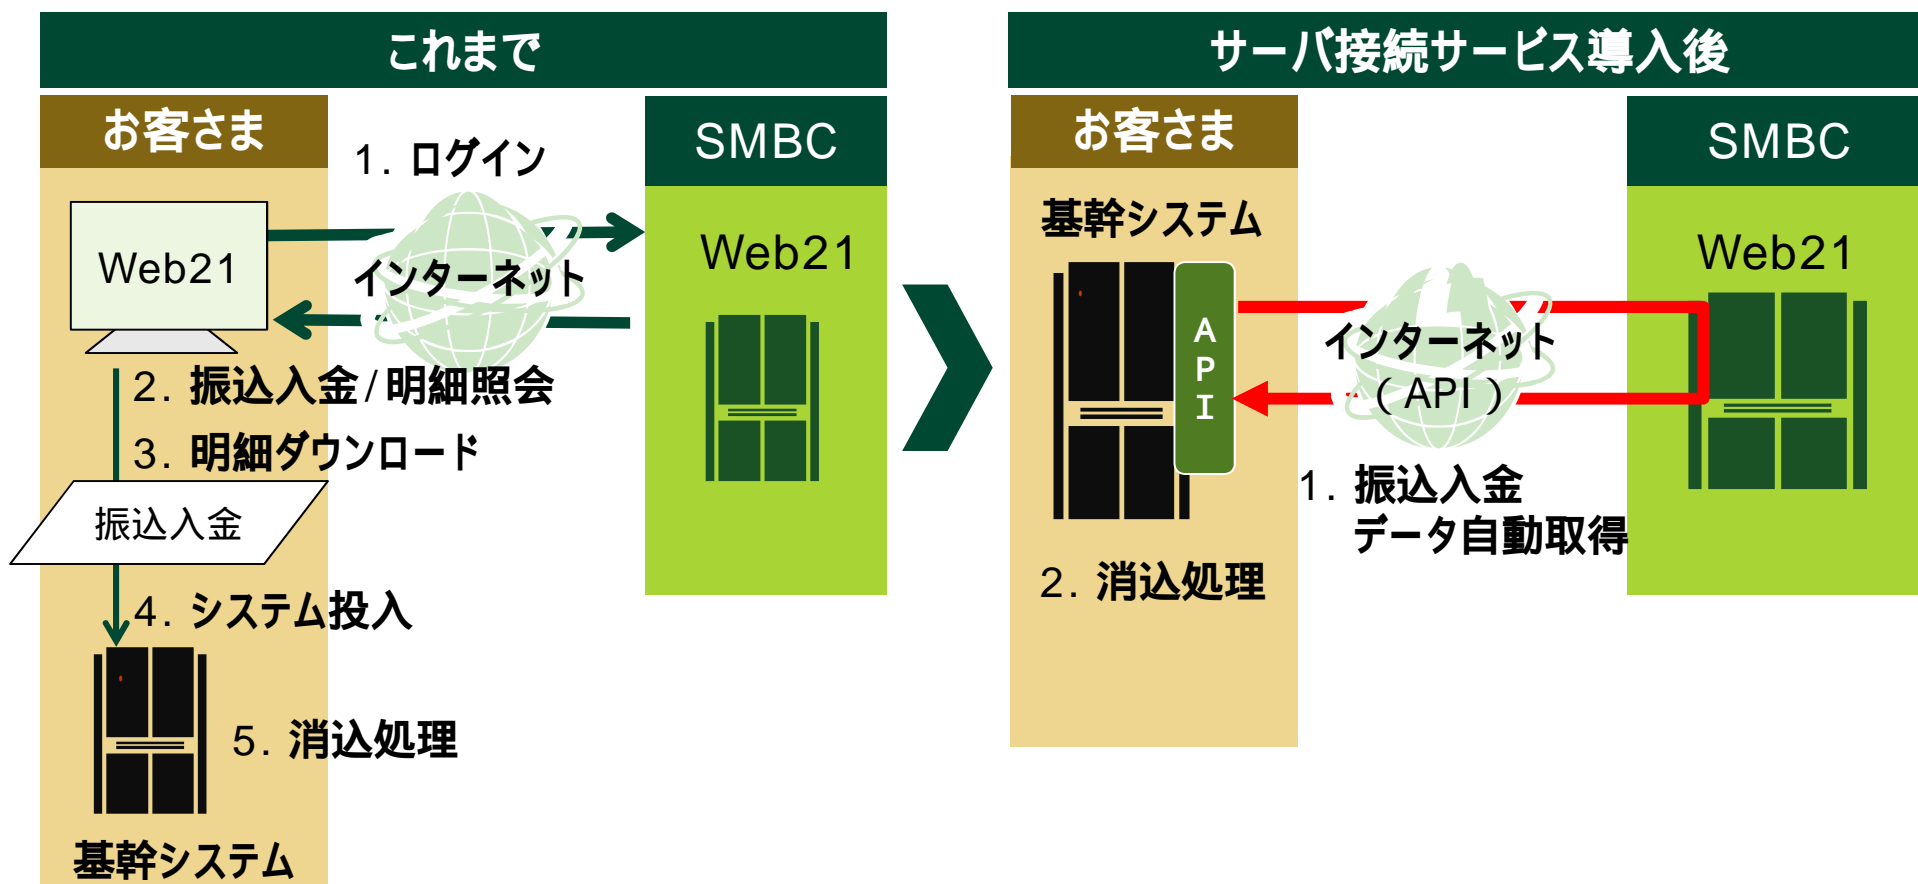 これまで
お客さま
SMBC
1. ログイン
Web21
Web21
インターネット
2. 振込入金/明細照会
3. 明細ダウンロード
振込入金
4. システム投入
5. 消込処理
基幹システム
サーバ接続サービス導入後
お客さま
SMBC
基幹システム
Web21
API
インターネット
(API)
1. 振込入金
データ自動取得
2. 消込処理